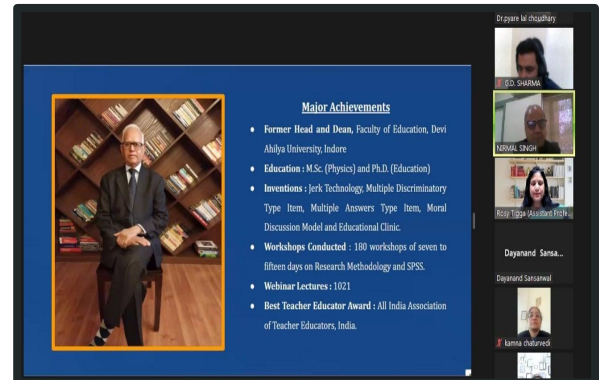 Major Achievements
• Former Head and Dean, Faculty of Education, Devi
Ahilya University, Indore
• Education : M.Sc. (Physics) and Ph.D. (Education)
• Inventions : Jerk Technology, Multiple Discriminatory
Type Item, Multiple Answers Type Item, Moral
Discussion Model and Educational Clinic.
• Workshops Conducted : 180 workshops of seven to
fifteen days on Research Methodology and SPSS.
• Webinar Lectures : 1021
• Best Teacher Educator Award : All India Association
of Teacher Educators, India.
Dr.pyare lal choudhary
G.D. SHARMA
NIRMAL SINGH
Rosy Tigga (Assistant Profe...
Dayanand Sansa...
Dayanand Sansanwal
kamna chaturvedi